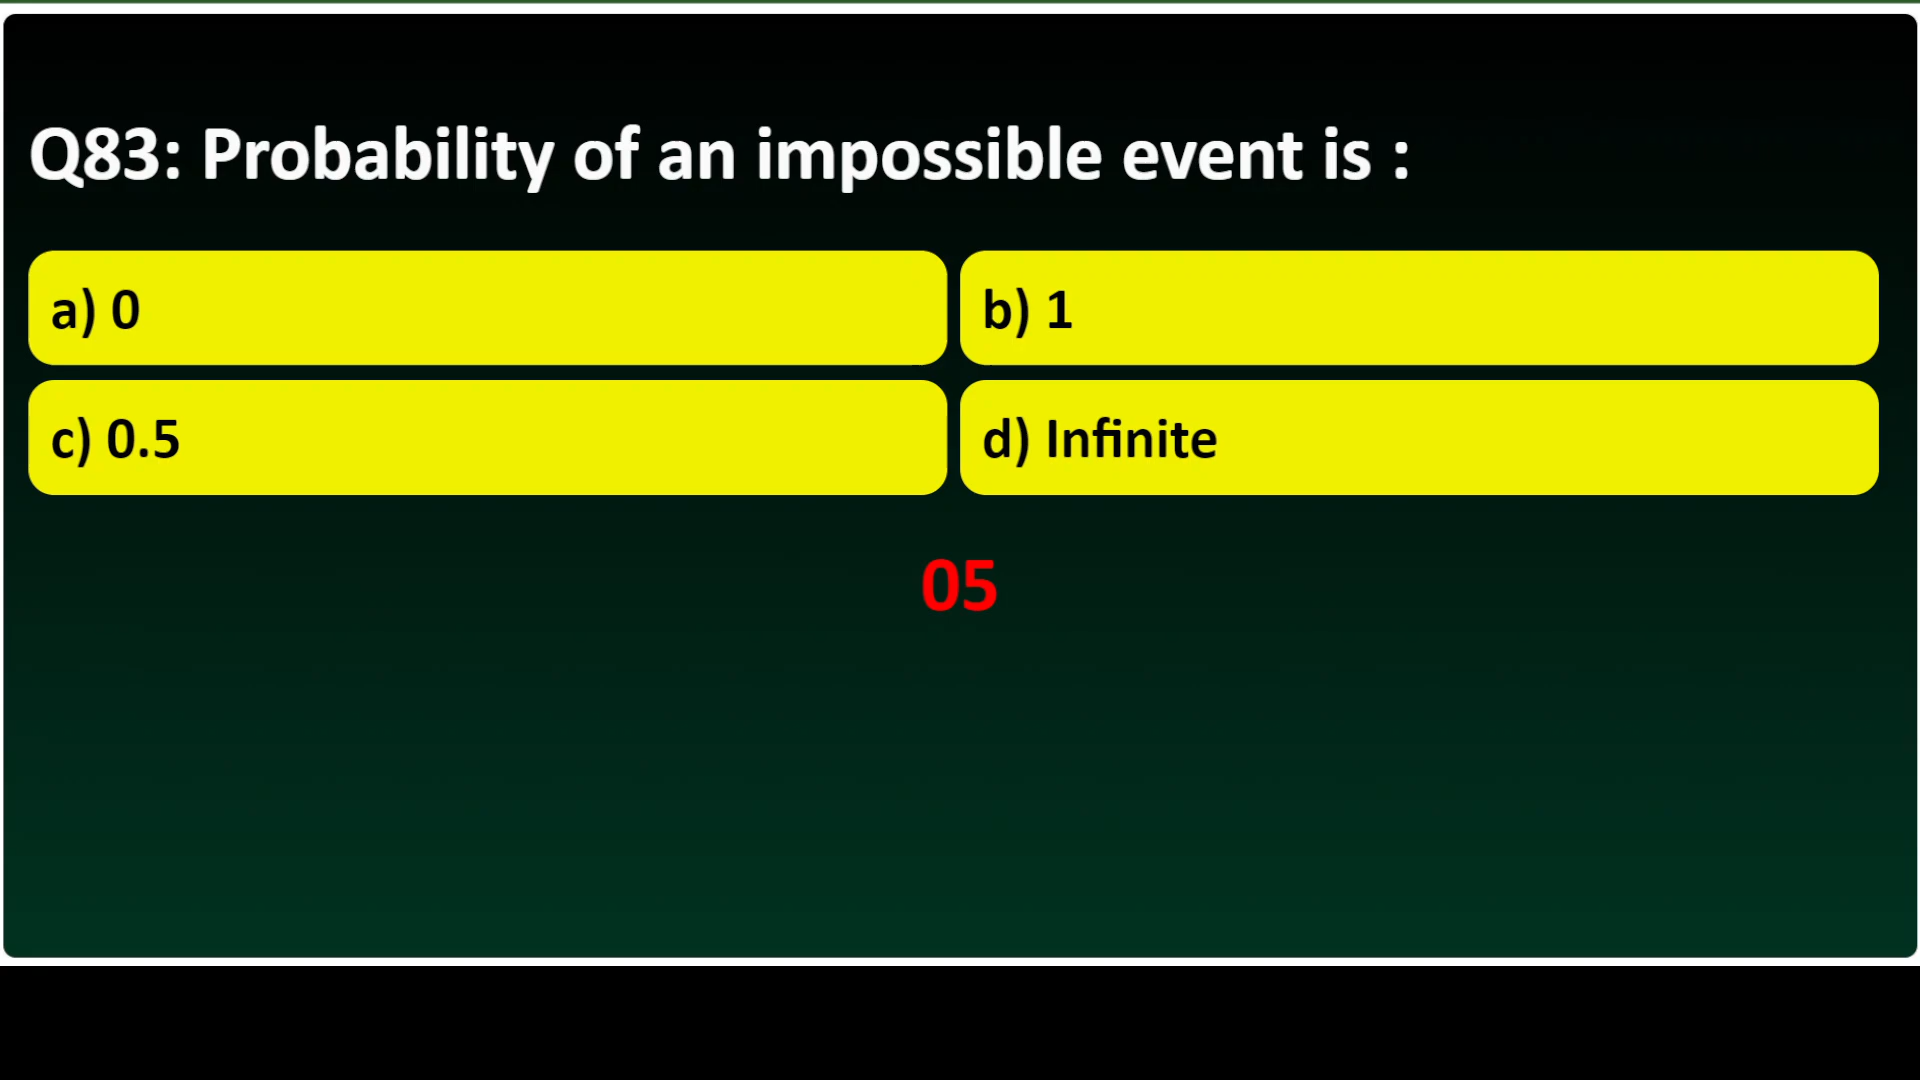 Q83: Probability of an impossible event is :
a) 0
b) 1
c) 0.5
d) Infinite
05